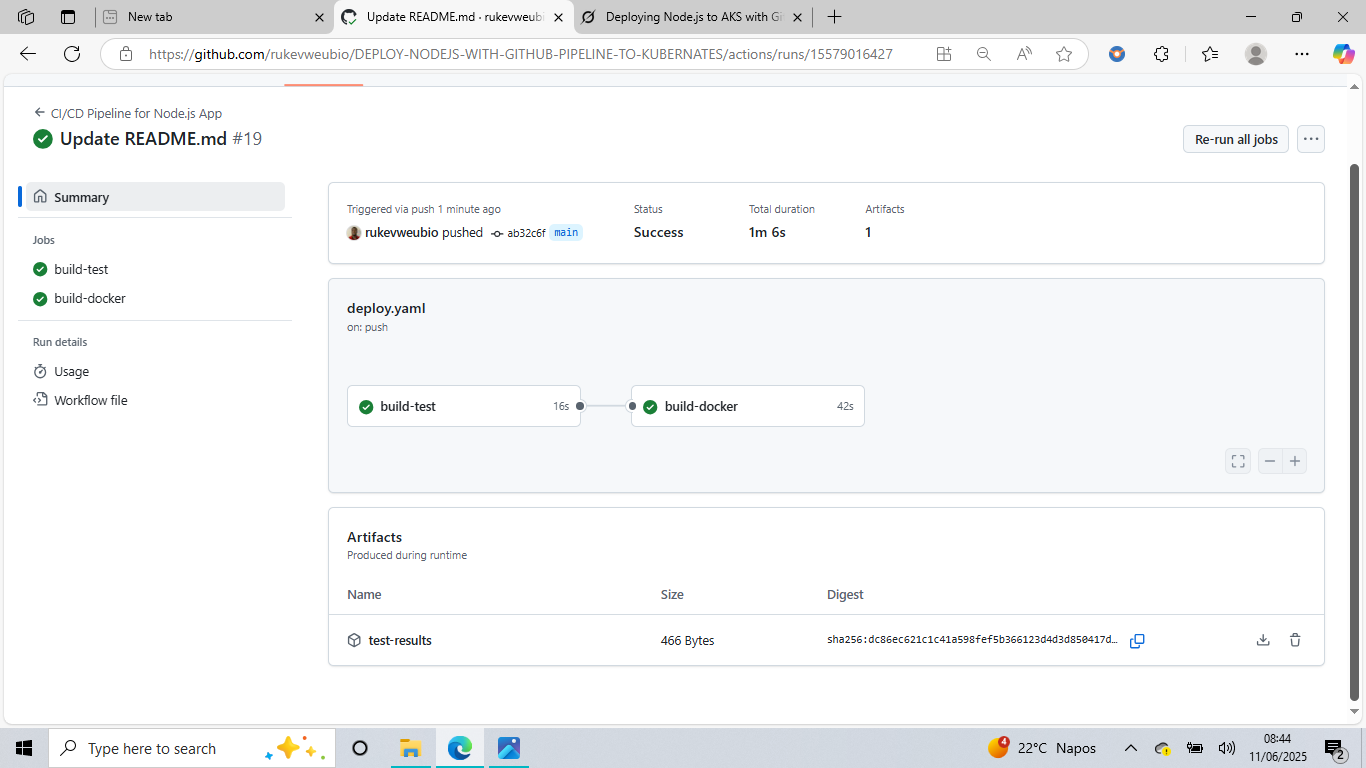 New tab
Update README.md · rukevweubi
Deploying Node.js to AKS with Gi
https://github.com/rukevweubio/DEPLOY-NODEJS-WITH-GITHUB-PIPELINE-TO-KUBERNATES/actions/runs/15579016427
CI/CD Pipeline for Node.js App
Update README.md #19
Re-run all jobs
Summary
Jobs
build-test
build-docker
Run details
Usage
Workflow file
Triggered via push 1 minute ago
rukevweubio pushed ab32c6f main
Status
Success
Total duration
1m 6s
Artifacts
1
deploy.yaml
on: push
build-test 16s
build-docker 42s
Artifacts
Produced during runtime
Name Size Digest
test-results 466 Bytes sha256:dc86ec621c1c41a598fef5b366123d4d3d850417d…
Type here to search
4
22°C Napos
08:44
11/06/2025
2